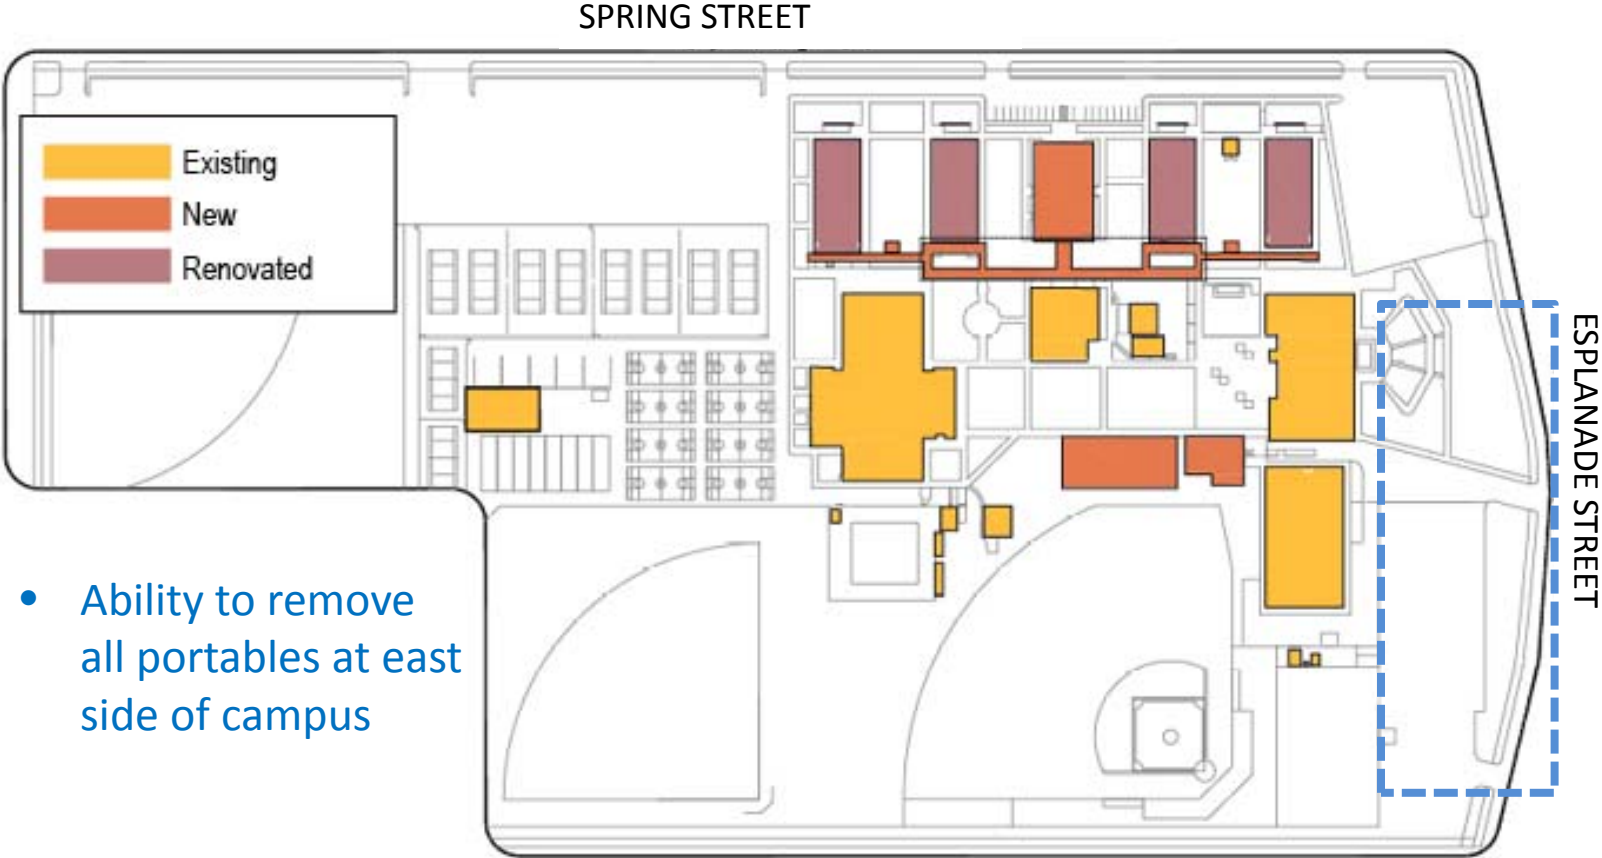 SPRING STREET
Existing
New
Renovated
ESPLANADE STREET
• Ability to remove
all portables at east
side of campus